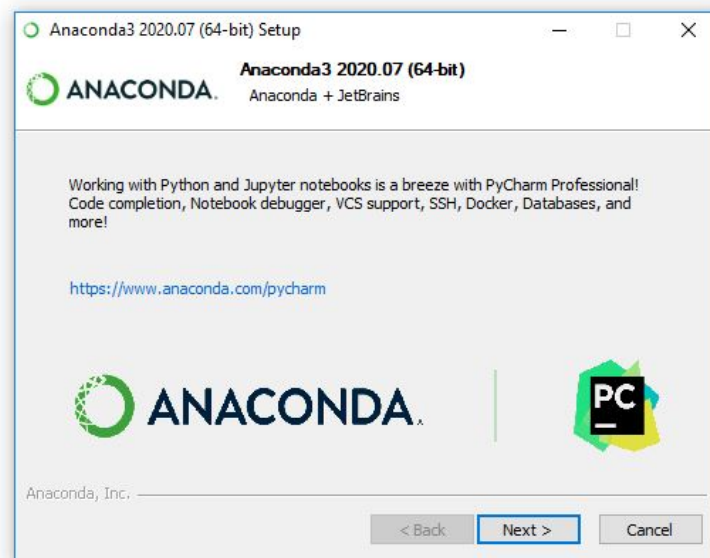 Anaconda3 2020.07 (64-bit) Setup
Anaconda3 2020.07 (64-bit)
ANACONDA.
Anaconda + JetBrains
Working with Python and Jupyter notebooks is a breeze with PyCharm Professional!
Code completion, Notebook debugger, VCS support, SSH, Docker, Databases, and
more!
https://www.anaconda.com/pycharm
ANACONDA.
PC
Anaconda, Inc.
< Back Next > Cancel